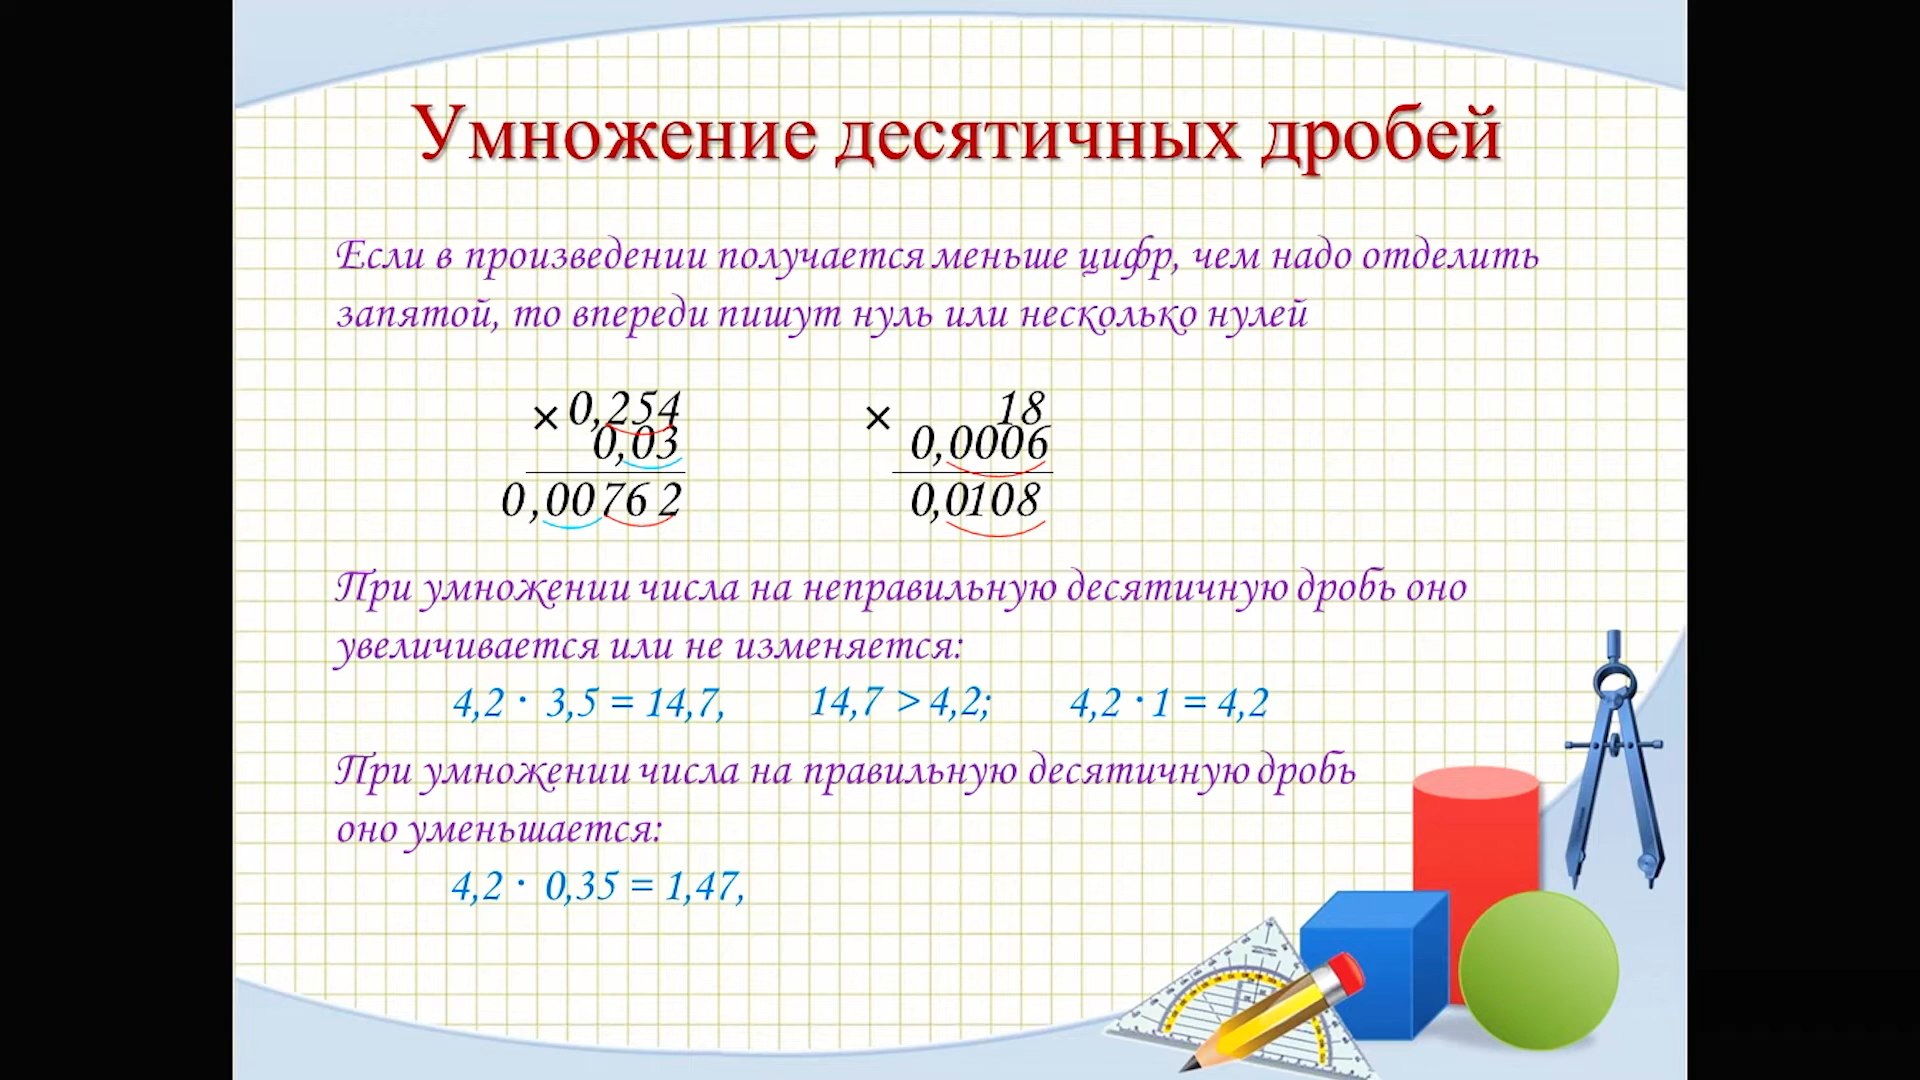 Умножение десятичных дробей
Если в произведении получается меньше цифр, чем надо отделить
запятой, то впереди пишут нуль или несколько нулей
× 0,254
0,03
0,00762
× 18
0,0006
0,0108
При умножении числа на неправильную десятичную дробь оно
увеличивается или не изменяется:
4,2 · 3,5 = 14,7, 14,7 > 4,2; 4,2 · 1 = 4,2
При умножении числа на правильную десятичную дробь
оно уменьшается:
4,2 · 0,35 = 1,47,